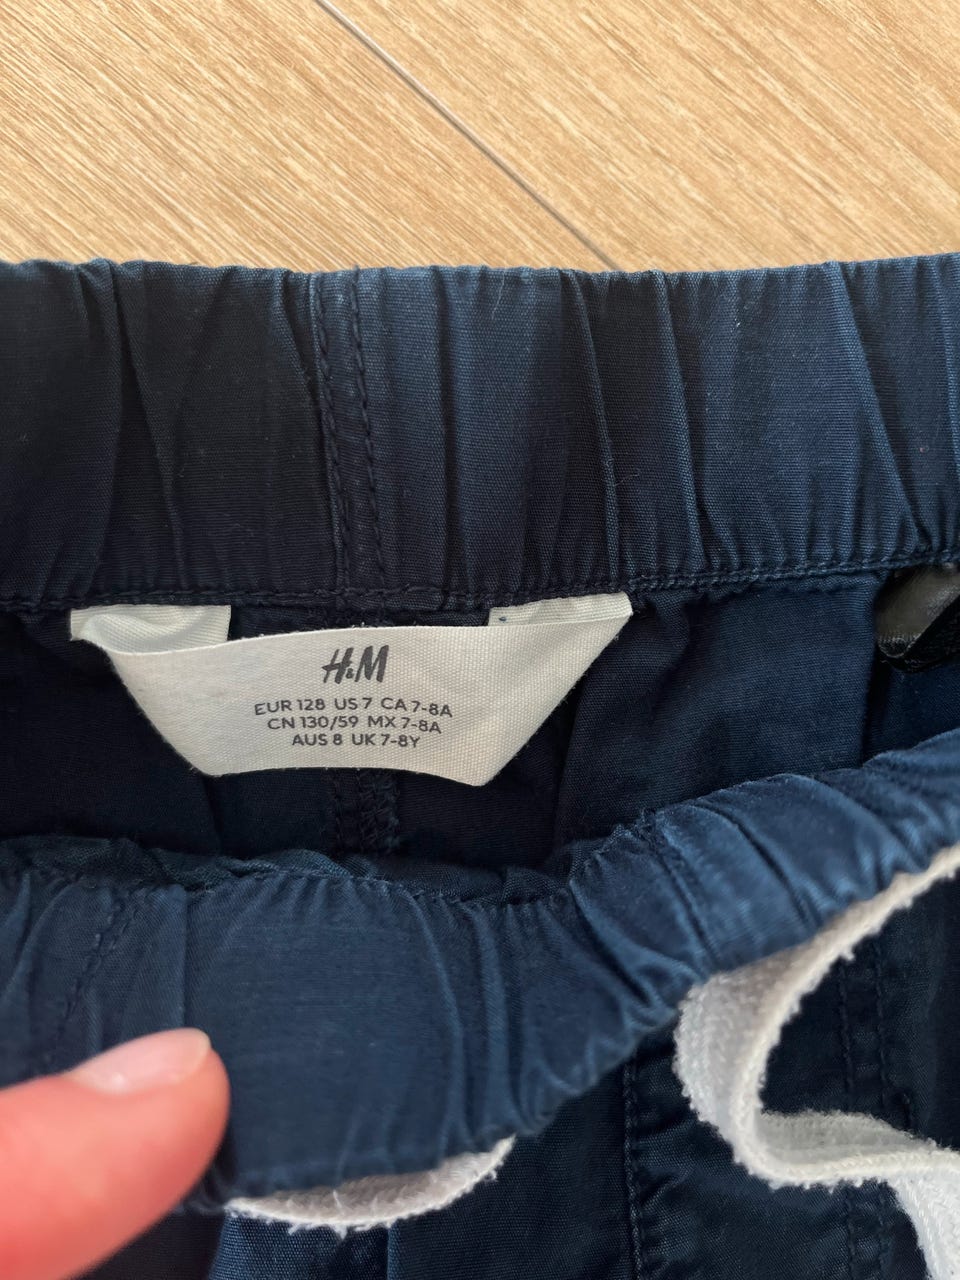 H&M
EUR 128 US 7 CA 7-8A
CN 130/59 MX 7-8A
AUS 8 UK 7-8Y